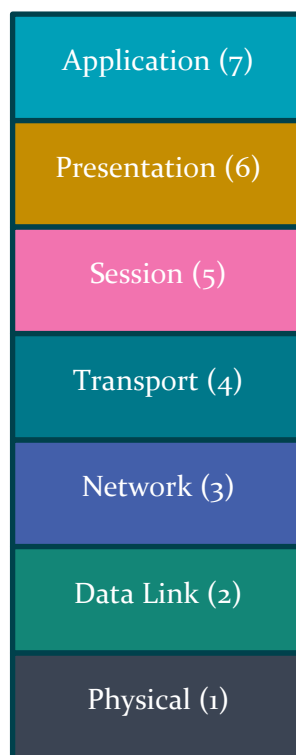 Application (7)
Presentation (6)
Session (5)
Transport (4)
Network (3)
Data Link (2)
Physical (1)